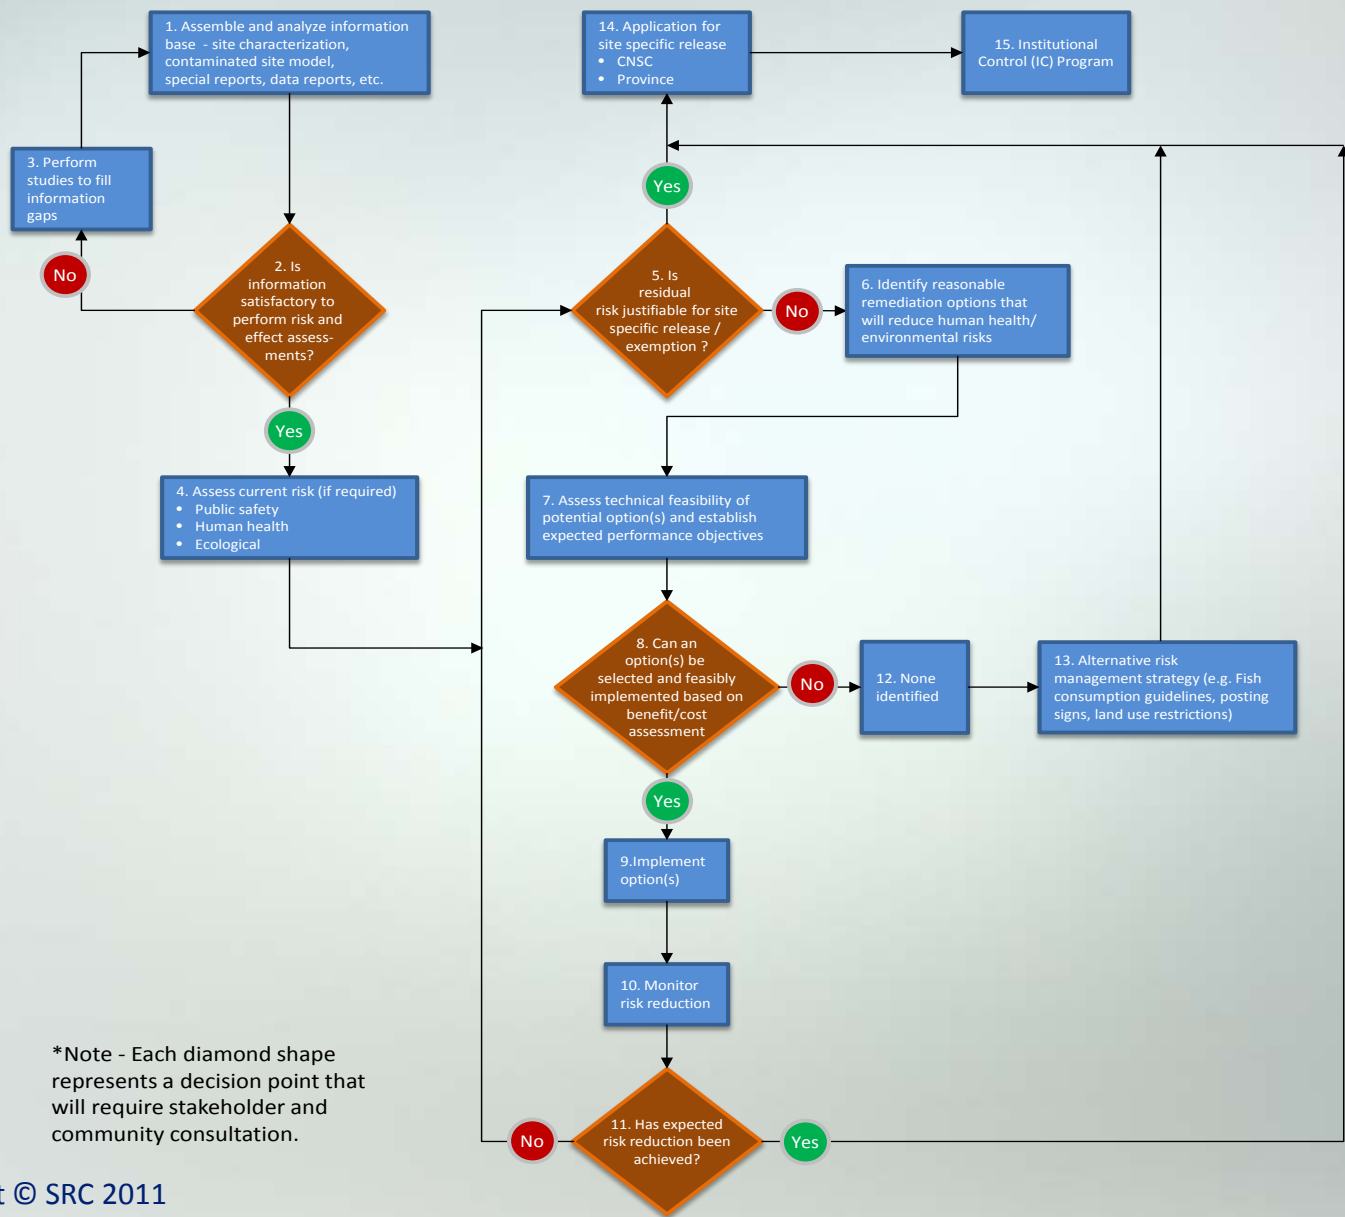 1. Assemble and analyze information
base  - site characterization,
contaminated site model,
special reports, data reports, etc.
14. Application for
site specific release
• CNSC
• Province
15. Institutional
Control (IC) Program
3. Perform
studies to fill
information
gaps
Yes
No
2. Is
information
satisfactory to
perform risk and
effect assess-
ments?
5. Is
residual
risk justifiable for site
specific release /
exemption ?
No
6. Identify reasonable
remediation options that
will reduce human health/
environmental risks
Yes
4. Assess current risk (if required)
• Public safety
• Human health
• Ecological
7. Assess technical feasibility of
potential option(s) and establish
expected performance objectives
8. Can an
option(s) be
selected and feasibly
implemented based on
benefit/cost
assessment
No
12. None
identified
13. Alternative risk
management strategy (e.g. Fish
consumption guidelines, posting
signs, land use restrictions)
Yes
9.Implement
option(s)
10. Monitor
risk reduction
*Note - Each diamond shape
represents a decision point that
will require stakeholder and
community consultation.
No
11. Has expected
risk reduction been
achieved?
Yes
t © SRC 2011